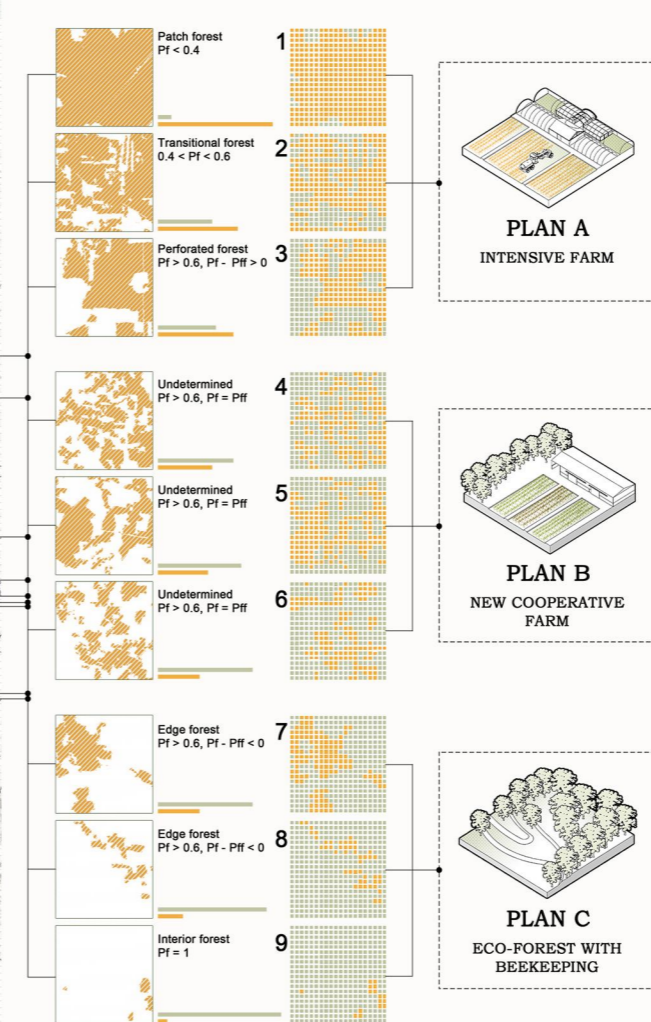 Patch forest
Pf < 0.4
1
Transitional forest
0.4 < Pf < 0.6
2
Perforated forest
Pf > 0.6, Pf - Pff > 0
3
PLAN A
INTENSIVE FARM
Undetermined
Pf > 0.6, Pf = Pff
4
Undetermined
Pf > 0.6, Pf = Pff
5
Undetermined
Pf > 0.6, Pf = Pff
6
PLAN B
NEW COOPERATIVE
FARM
Edge forest
Pf > 0.6, Pf - Pff < 0
7
Edge forest
Pf > 0.6, Pf - Pff < 0
8
Interior forest
Pf = 1
9
PLAN C
ECO-FOREST WITH
BEEKEEPING